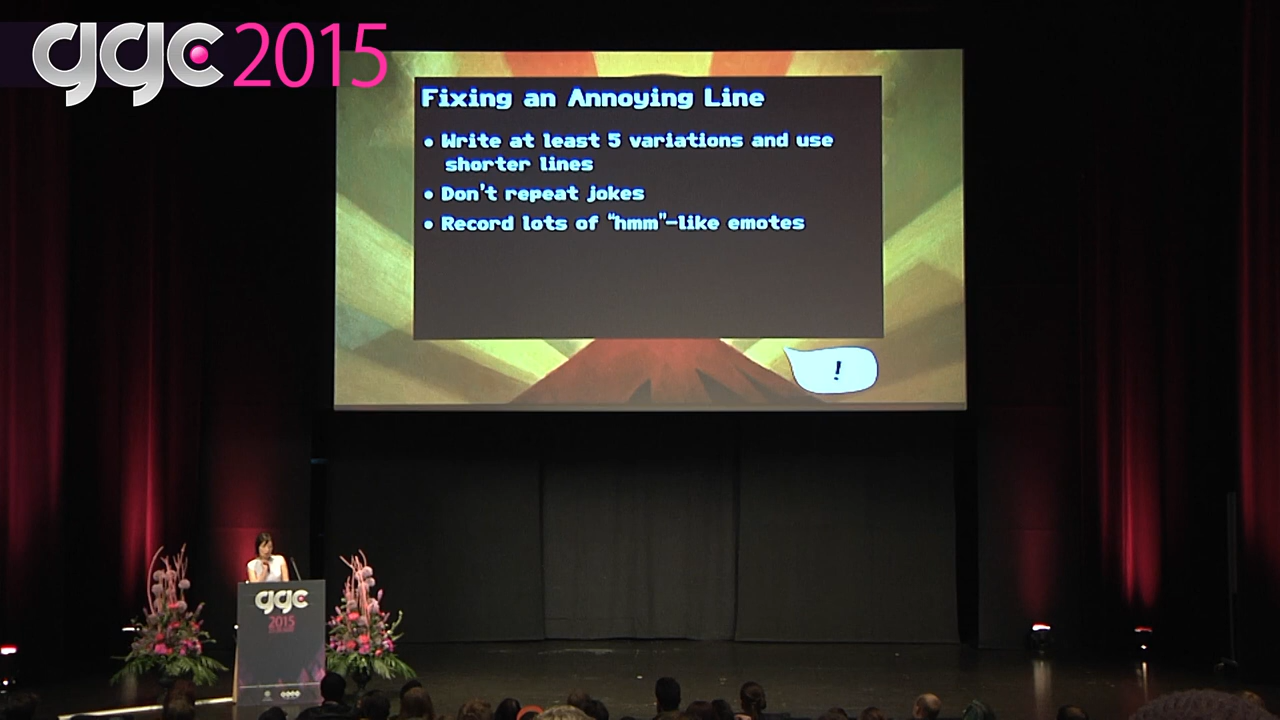 ggc 2015
Fixing an Annoying Line
• Write at least 5 variations and use
shorter lines
• Don't repeat jokes
• Record lots of "hmm"-like emotes
!
ggc
2015